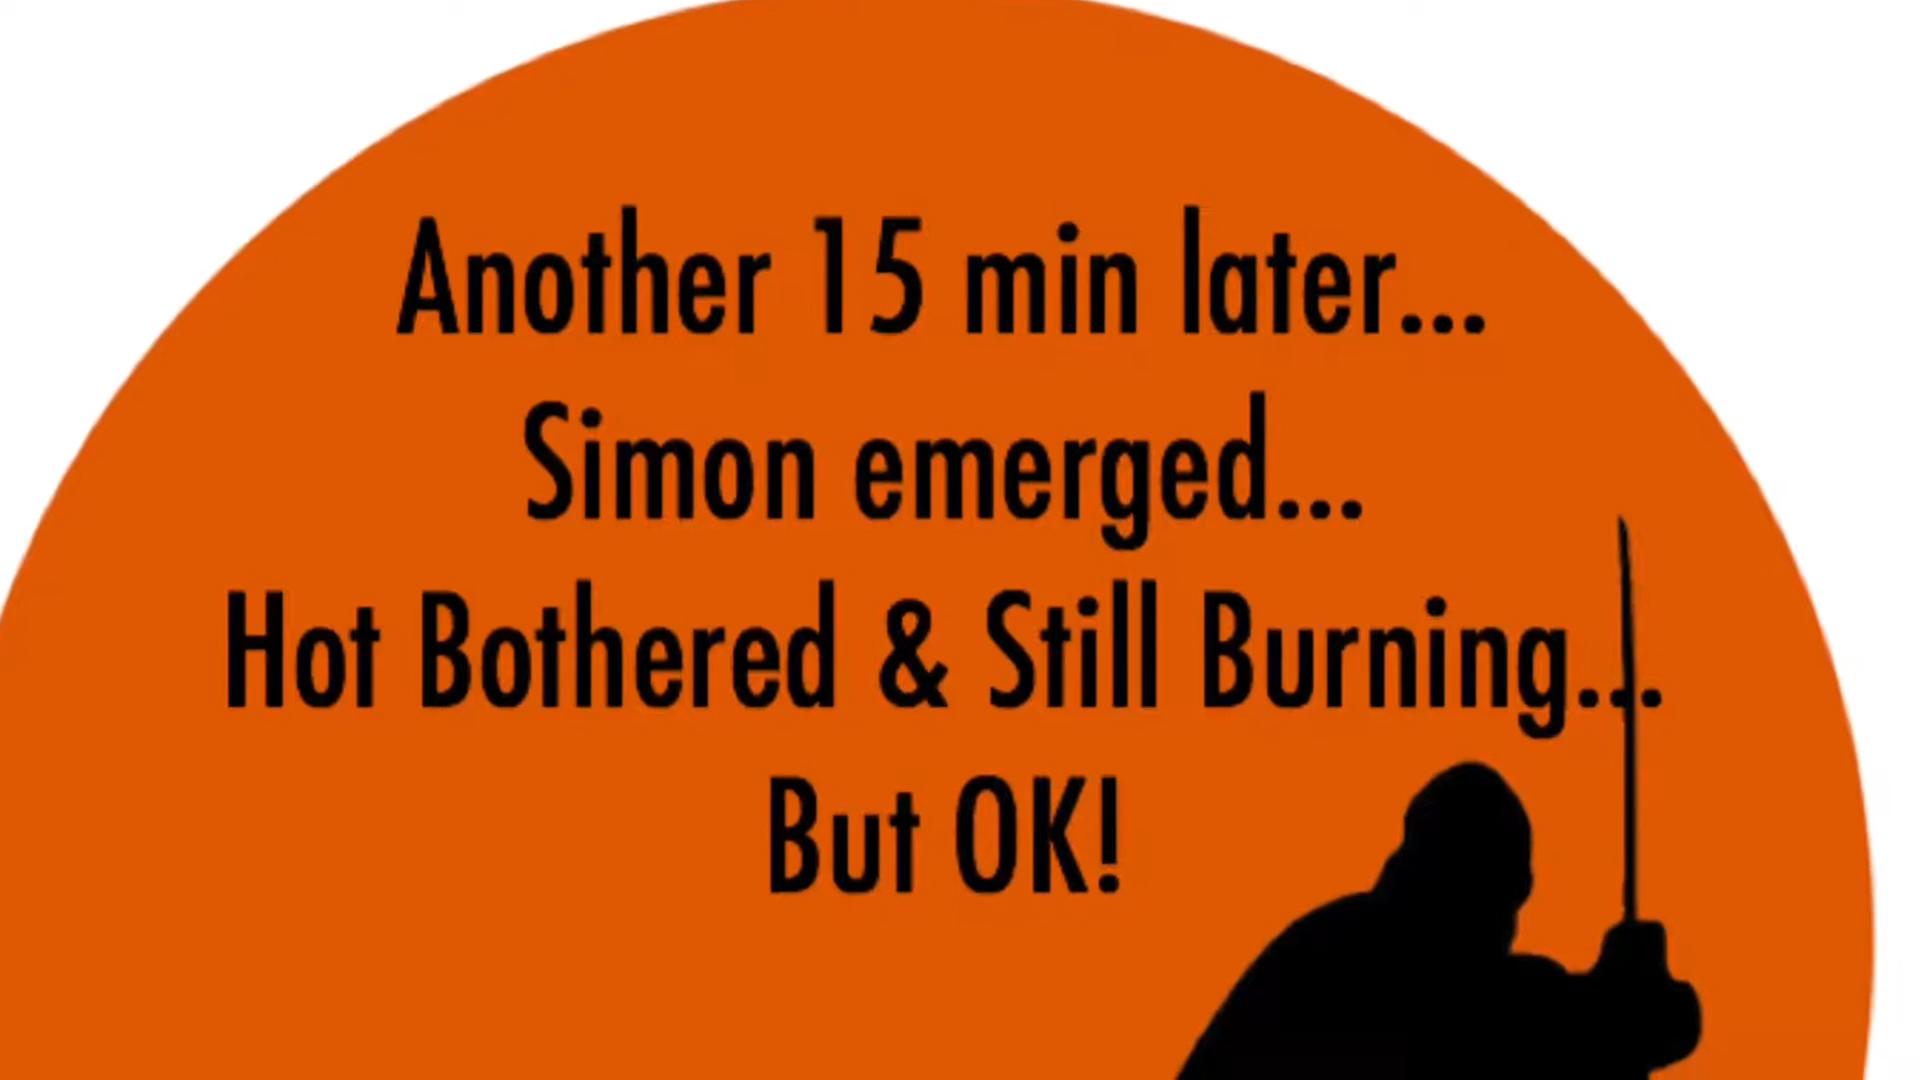 Another 15 min later...
Simon emerged...
Hot Bothered & Still Burning...
But OK!